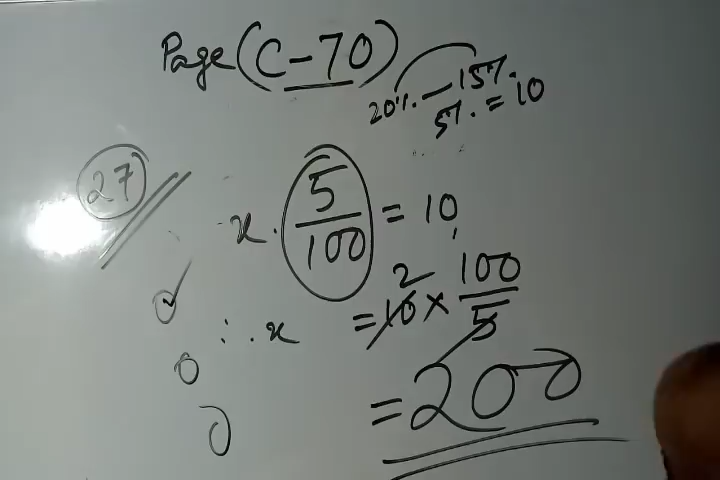 Page (C-70)
20% - 15%.
5%. = 10
27
x. 5/100 = 10
2
∴ x = 10 × 100/5
= 200